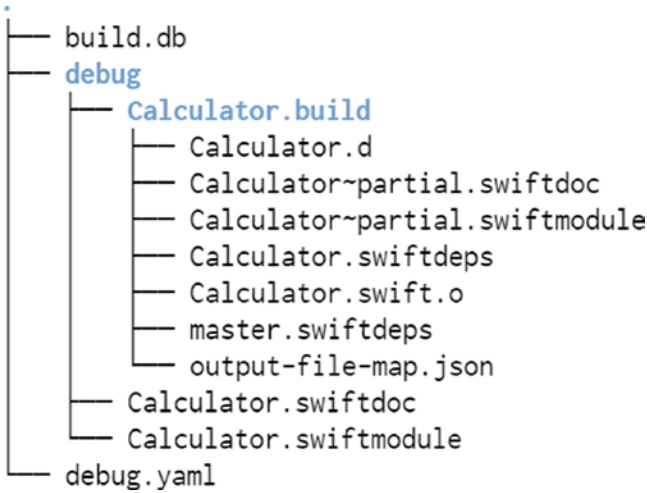 .
├── build.db
├── debug
│   ├── Calculator.build
│   │   ├── Calculator.d
│   │   ├── Calculator~partial.swiftdoc
│   │   ├── Calculator~partial.swiftmodule
│   │   ├── Calculator.swiftdeps
│   │   ├── Calculator.swift.o
│   │   ├── master.swiftdeps
│   │   └── output-file-map.json
│   ├── Calculator.swiftdoc
│   └── Calculator.swiftmodule
└── debug.yaml